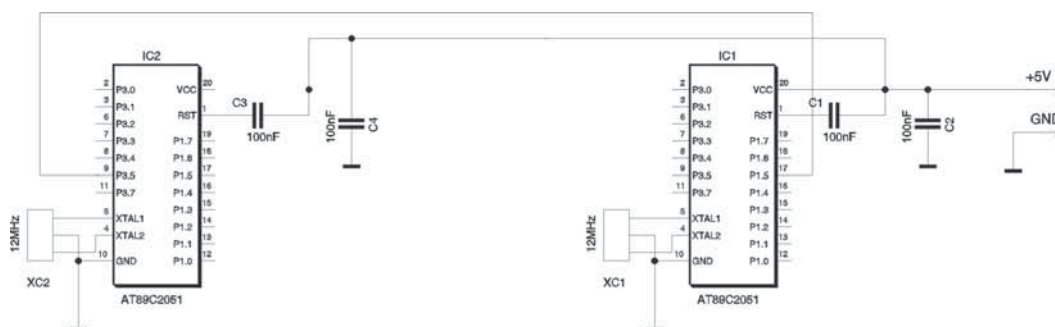 IC2
2 P3.0 VCC 20
3 P3.1
6 P3.2 RST 1
7 P3.3 P1.7 19
8 P3.4 P1.6 18
9 P3.5 P1.5 17
11 P3.7 P1.4 16
P1.3 15
5 XTAL1 P1.2 14
4 XTAL2 P1.1 13
10 GND P1.0 12
AT89C2051
12MHz
XC2
C3
100nF
100nF
C4
IC1
2 P3.0 VCC 20
3 P3.1
6 P3.2 RST 1
7 P3.3 P1.7 19
8 P3.4 P1.6 18
9 P3.5 P1.5 17
11 P3.7 P1.4 16
P1.3 15
5 XTAL1 P1.2 14
4 XTAL2 P1.1 13
10 GND P1.0 12
AT89C2051
12MHz
XC1
C1
100nF
100nF
C2
+5V
GND